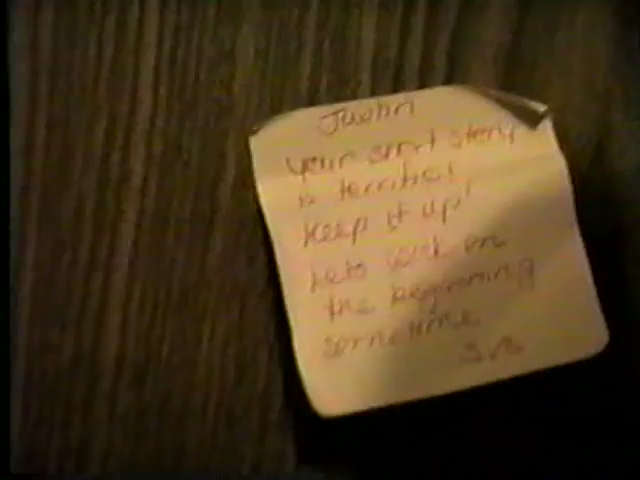 Justin
your short story
is terrific!
keep it up!
Lets work on
the beginning
sometime